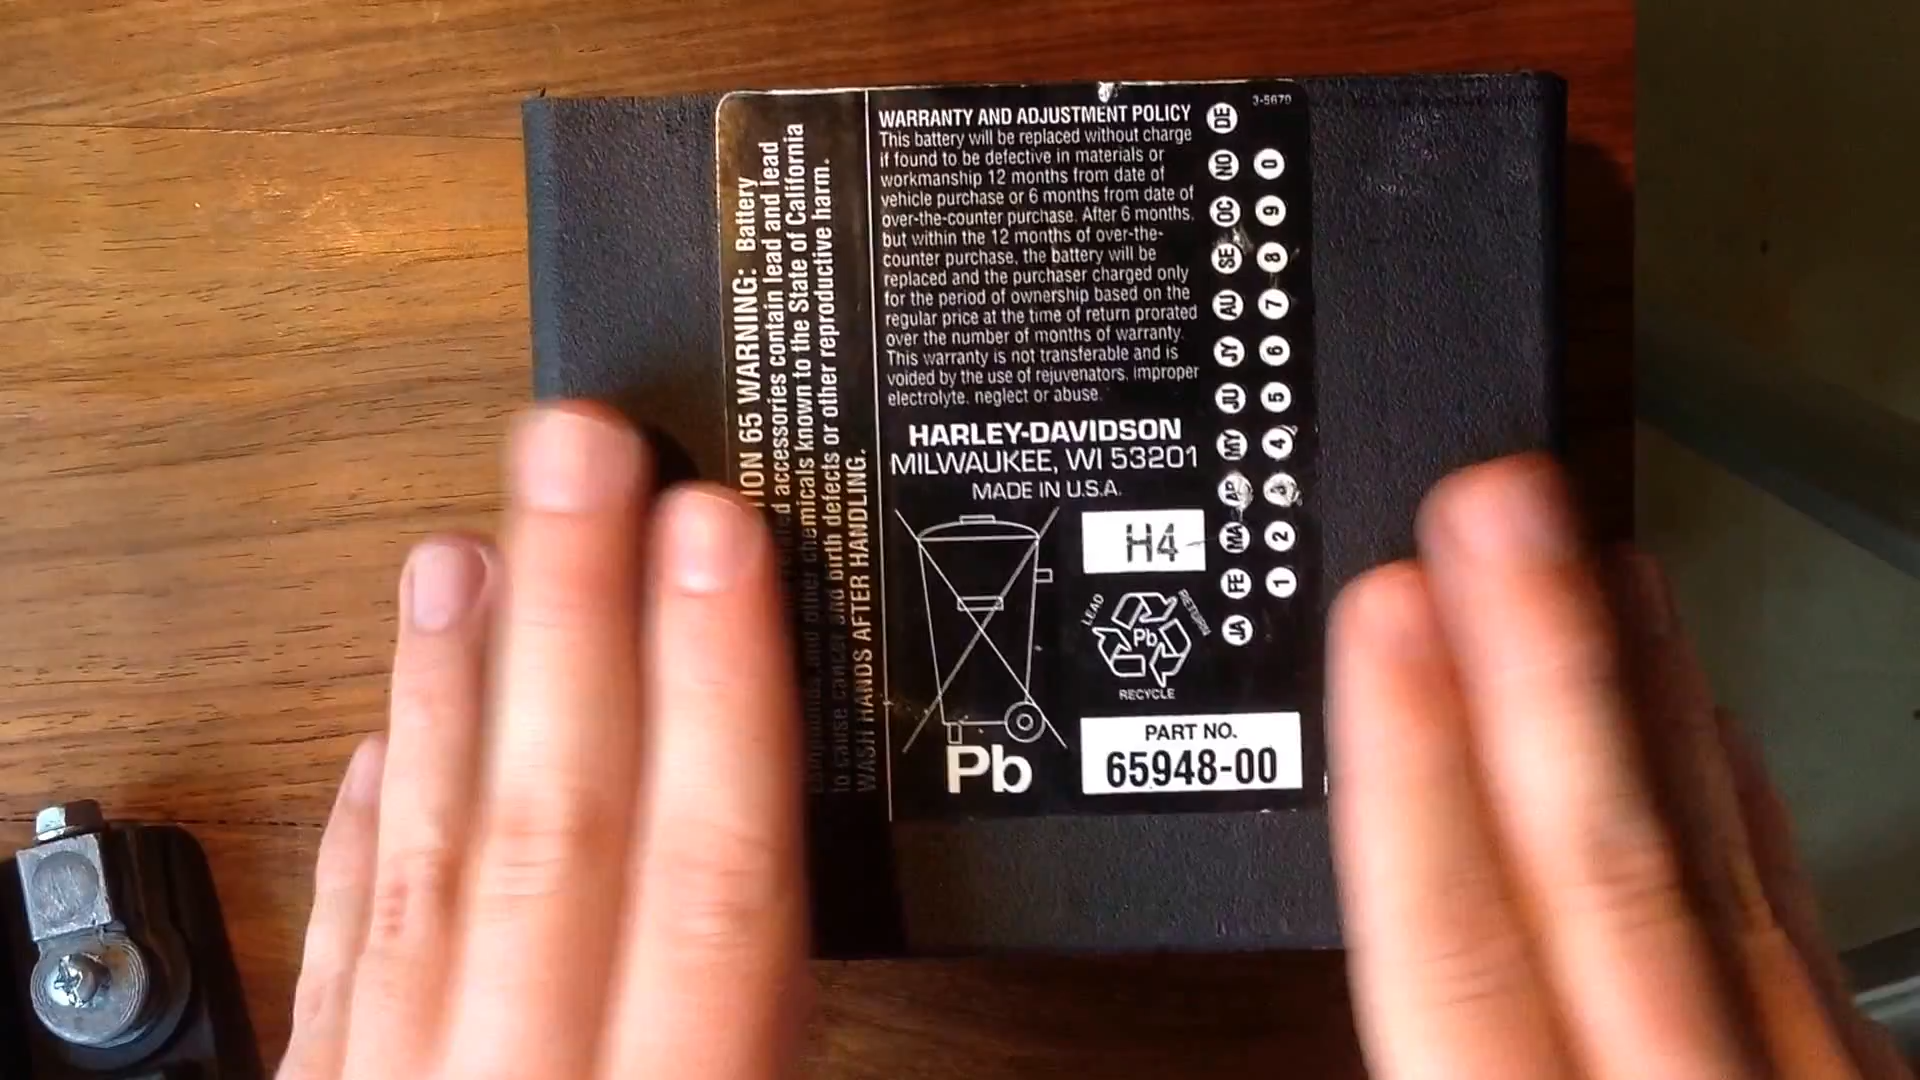 TION 65 WARNING: Battery
d accessories contain lead and lead
and other chemicals known to the State of California
to cause cancer and birth defects or other reproductive harm.
WASH HANDS AFTER HANDLING.
WARRANTY AND ADJUSTMENT POLICY
This battery will be replaced without charge
if found to be defective in materials or
workmanship 12 months from date of
vehicle purchase or 6 months from date of
over-the-counter purchase. After 6 months,
but within the 12 months of over-the-
counter purchase, the battery will be
replaced and the purchaser charged only
for the period of ownership based on the
regular price at the time of return prorated
over the number of months of warranty.
This warranty is not transferable and is
voided by the use of rejuvenators, improper
electrolyte, neglect or abuse.
HARLEY-DAVIDSON
MILWAUKEE, WI 53201
MADE IN U.S.A.
H4
LEAD
RETURN
Pb
RECYCLE
Pb
PART NO.
65948-00
3-5670
JA FE MA AP MY JU JY AU SE OC NO DE
1 2 3 4 5 6 7 8 9 0